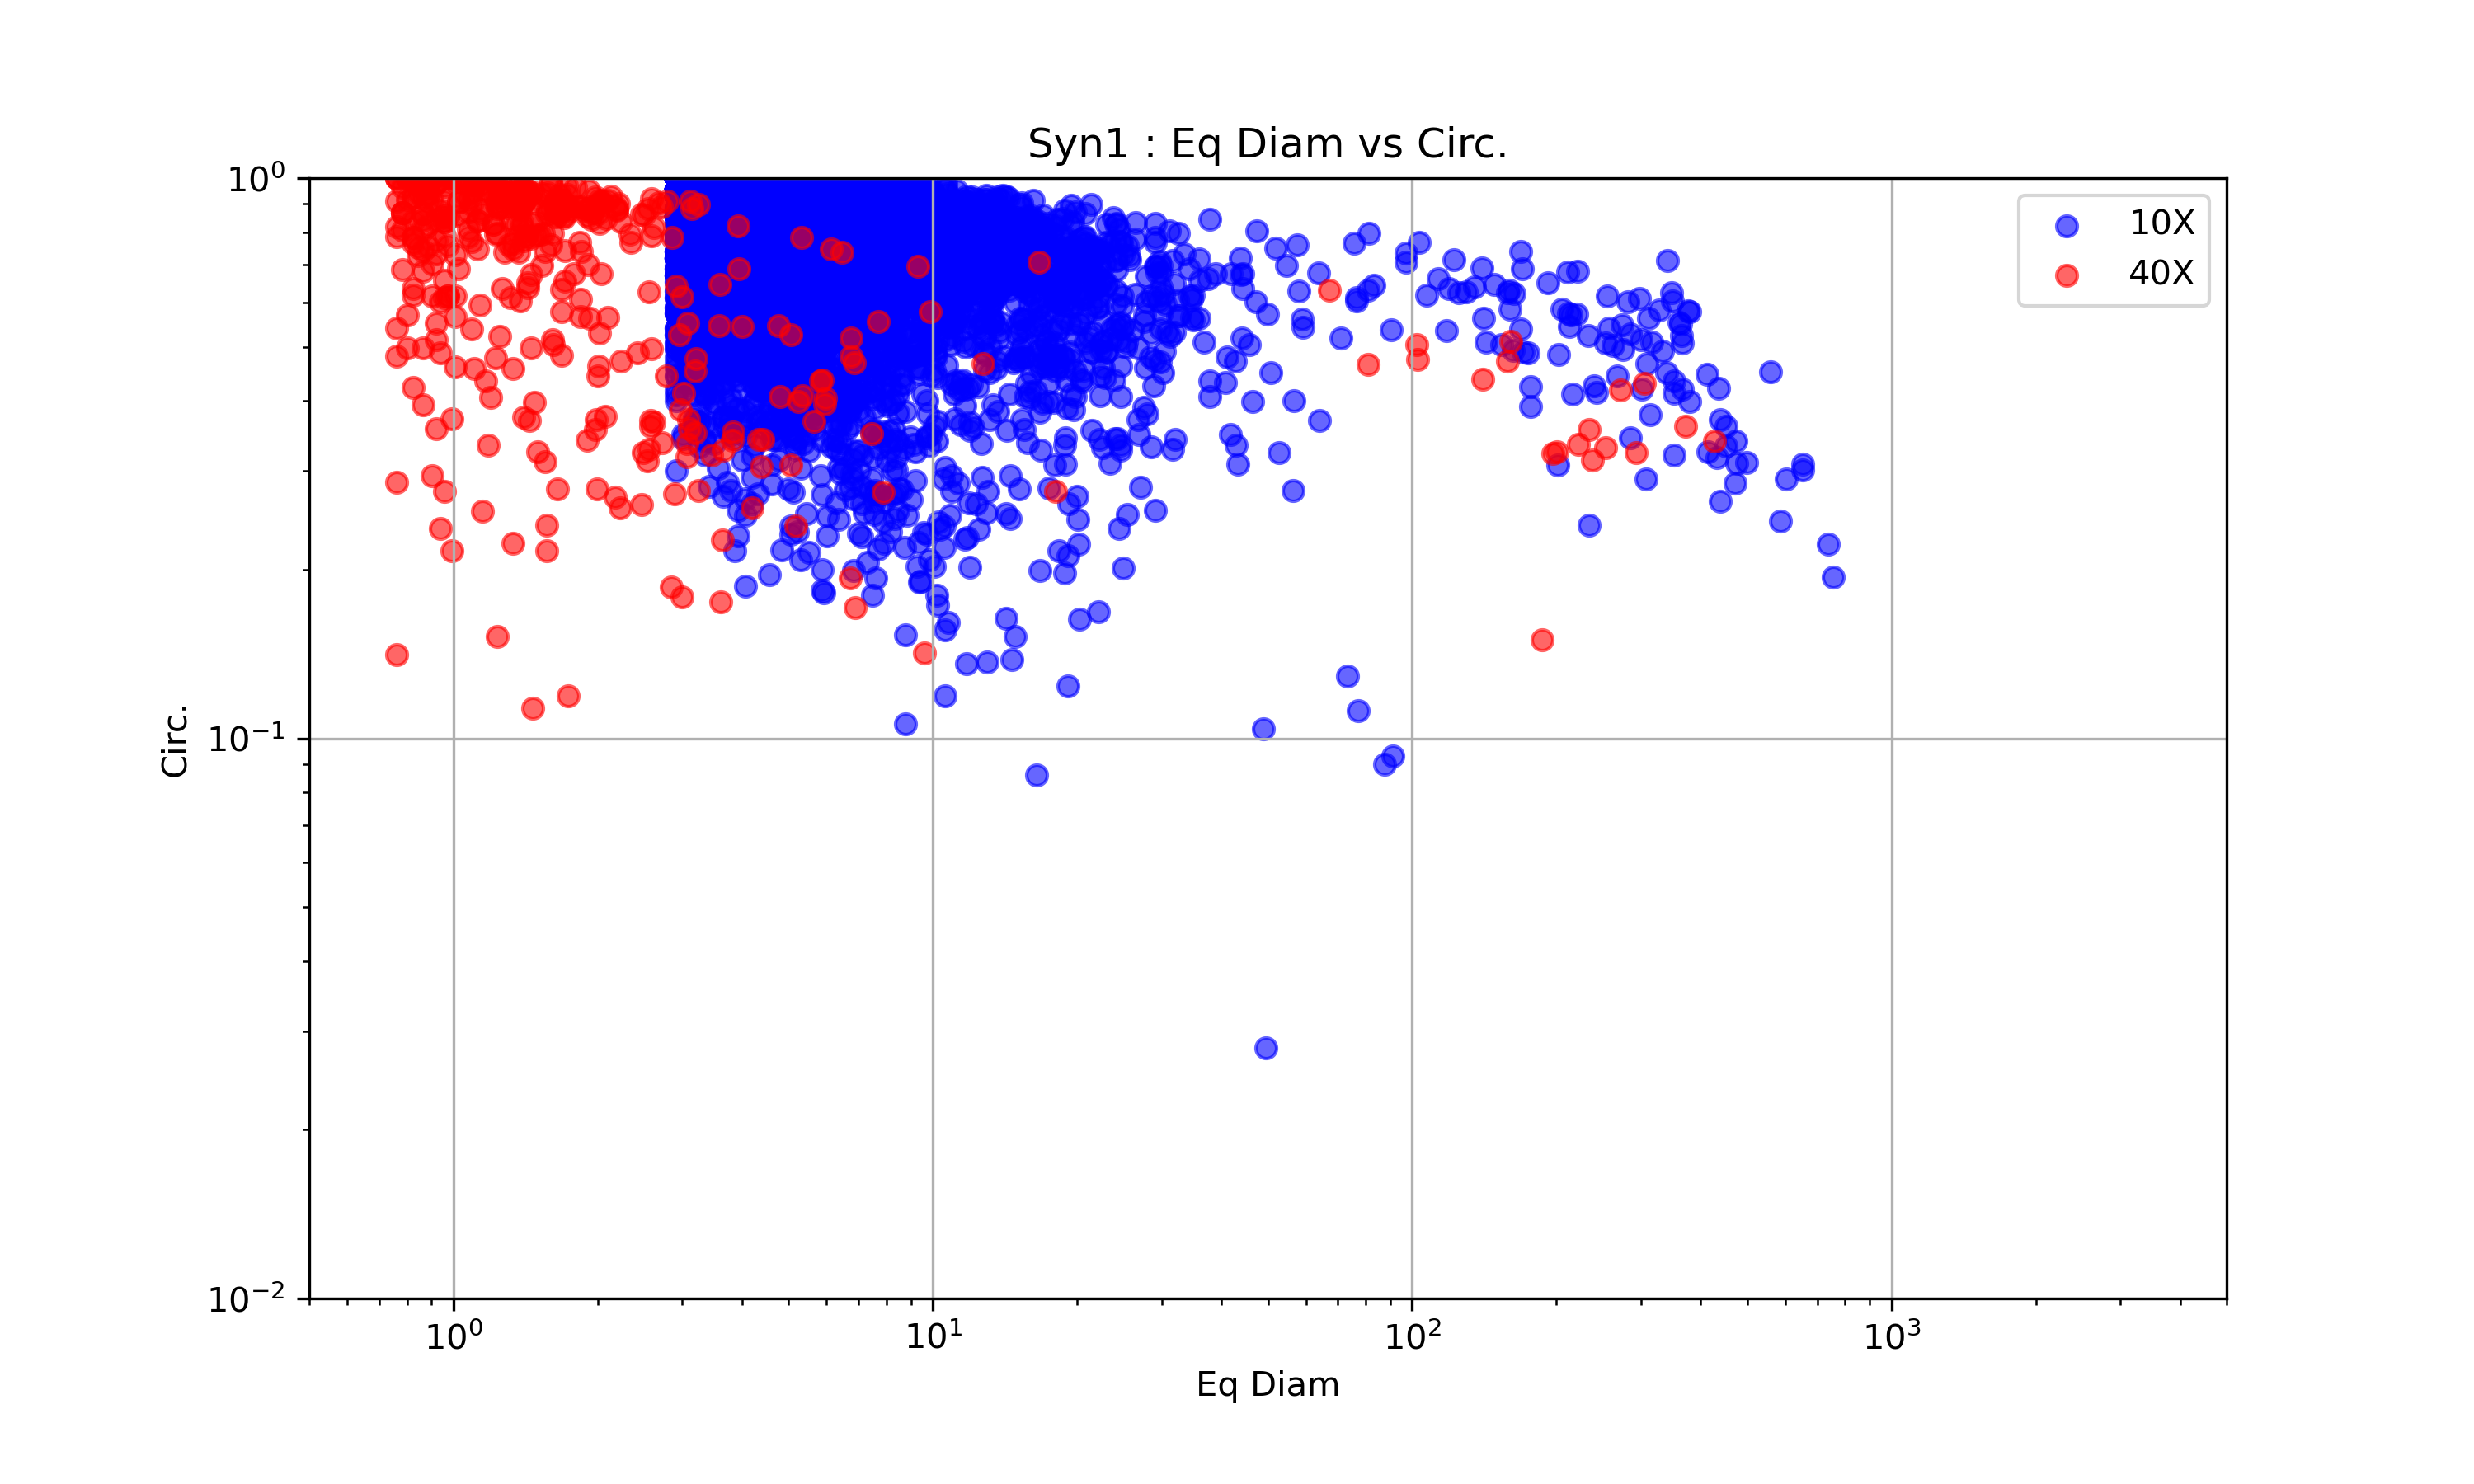 Syn1 : Eq Diam vs Circ.
10⁰
10X
40X
Circ.
10⁻¹
10⁻²
10⁰ 10¹ 10² 10³
Eq Diam